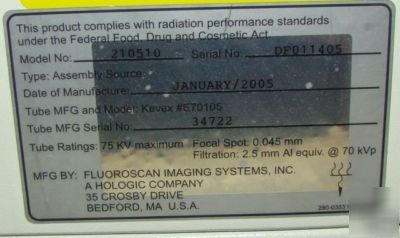 This product complies with radiation performance standards
under the Federal Food, Drug and Cosmetic Act.
Model No: 210510 Serial No: DF011405
Type: Assembly Source
Date of Manufacture: JANUARY/2005
Tube MFG and Model: Kevex #E70105
Tube MFG Serial No: 34722
Tube Ratings: 75 KV maximum Focal Spot: 0.045 mm
Filtration: 2.5 mm Al equiv. @ 70 kVp
MFG BY: FLUOROSCAN IMAGING SYSTEMS, INC.
A HOLOGIC COMPANY
35 CROSBY DRIVE
BEDFORD, MA U.S.A.